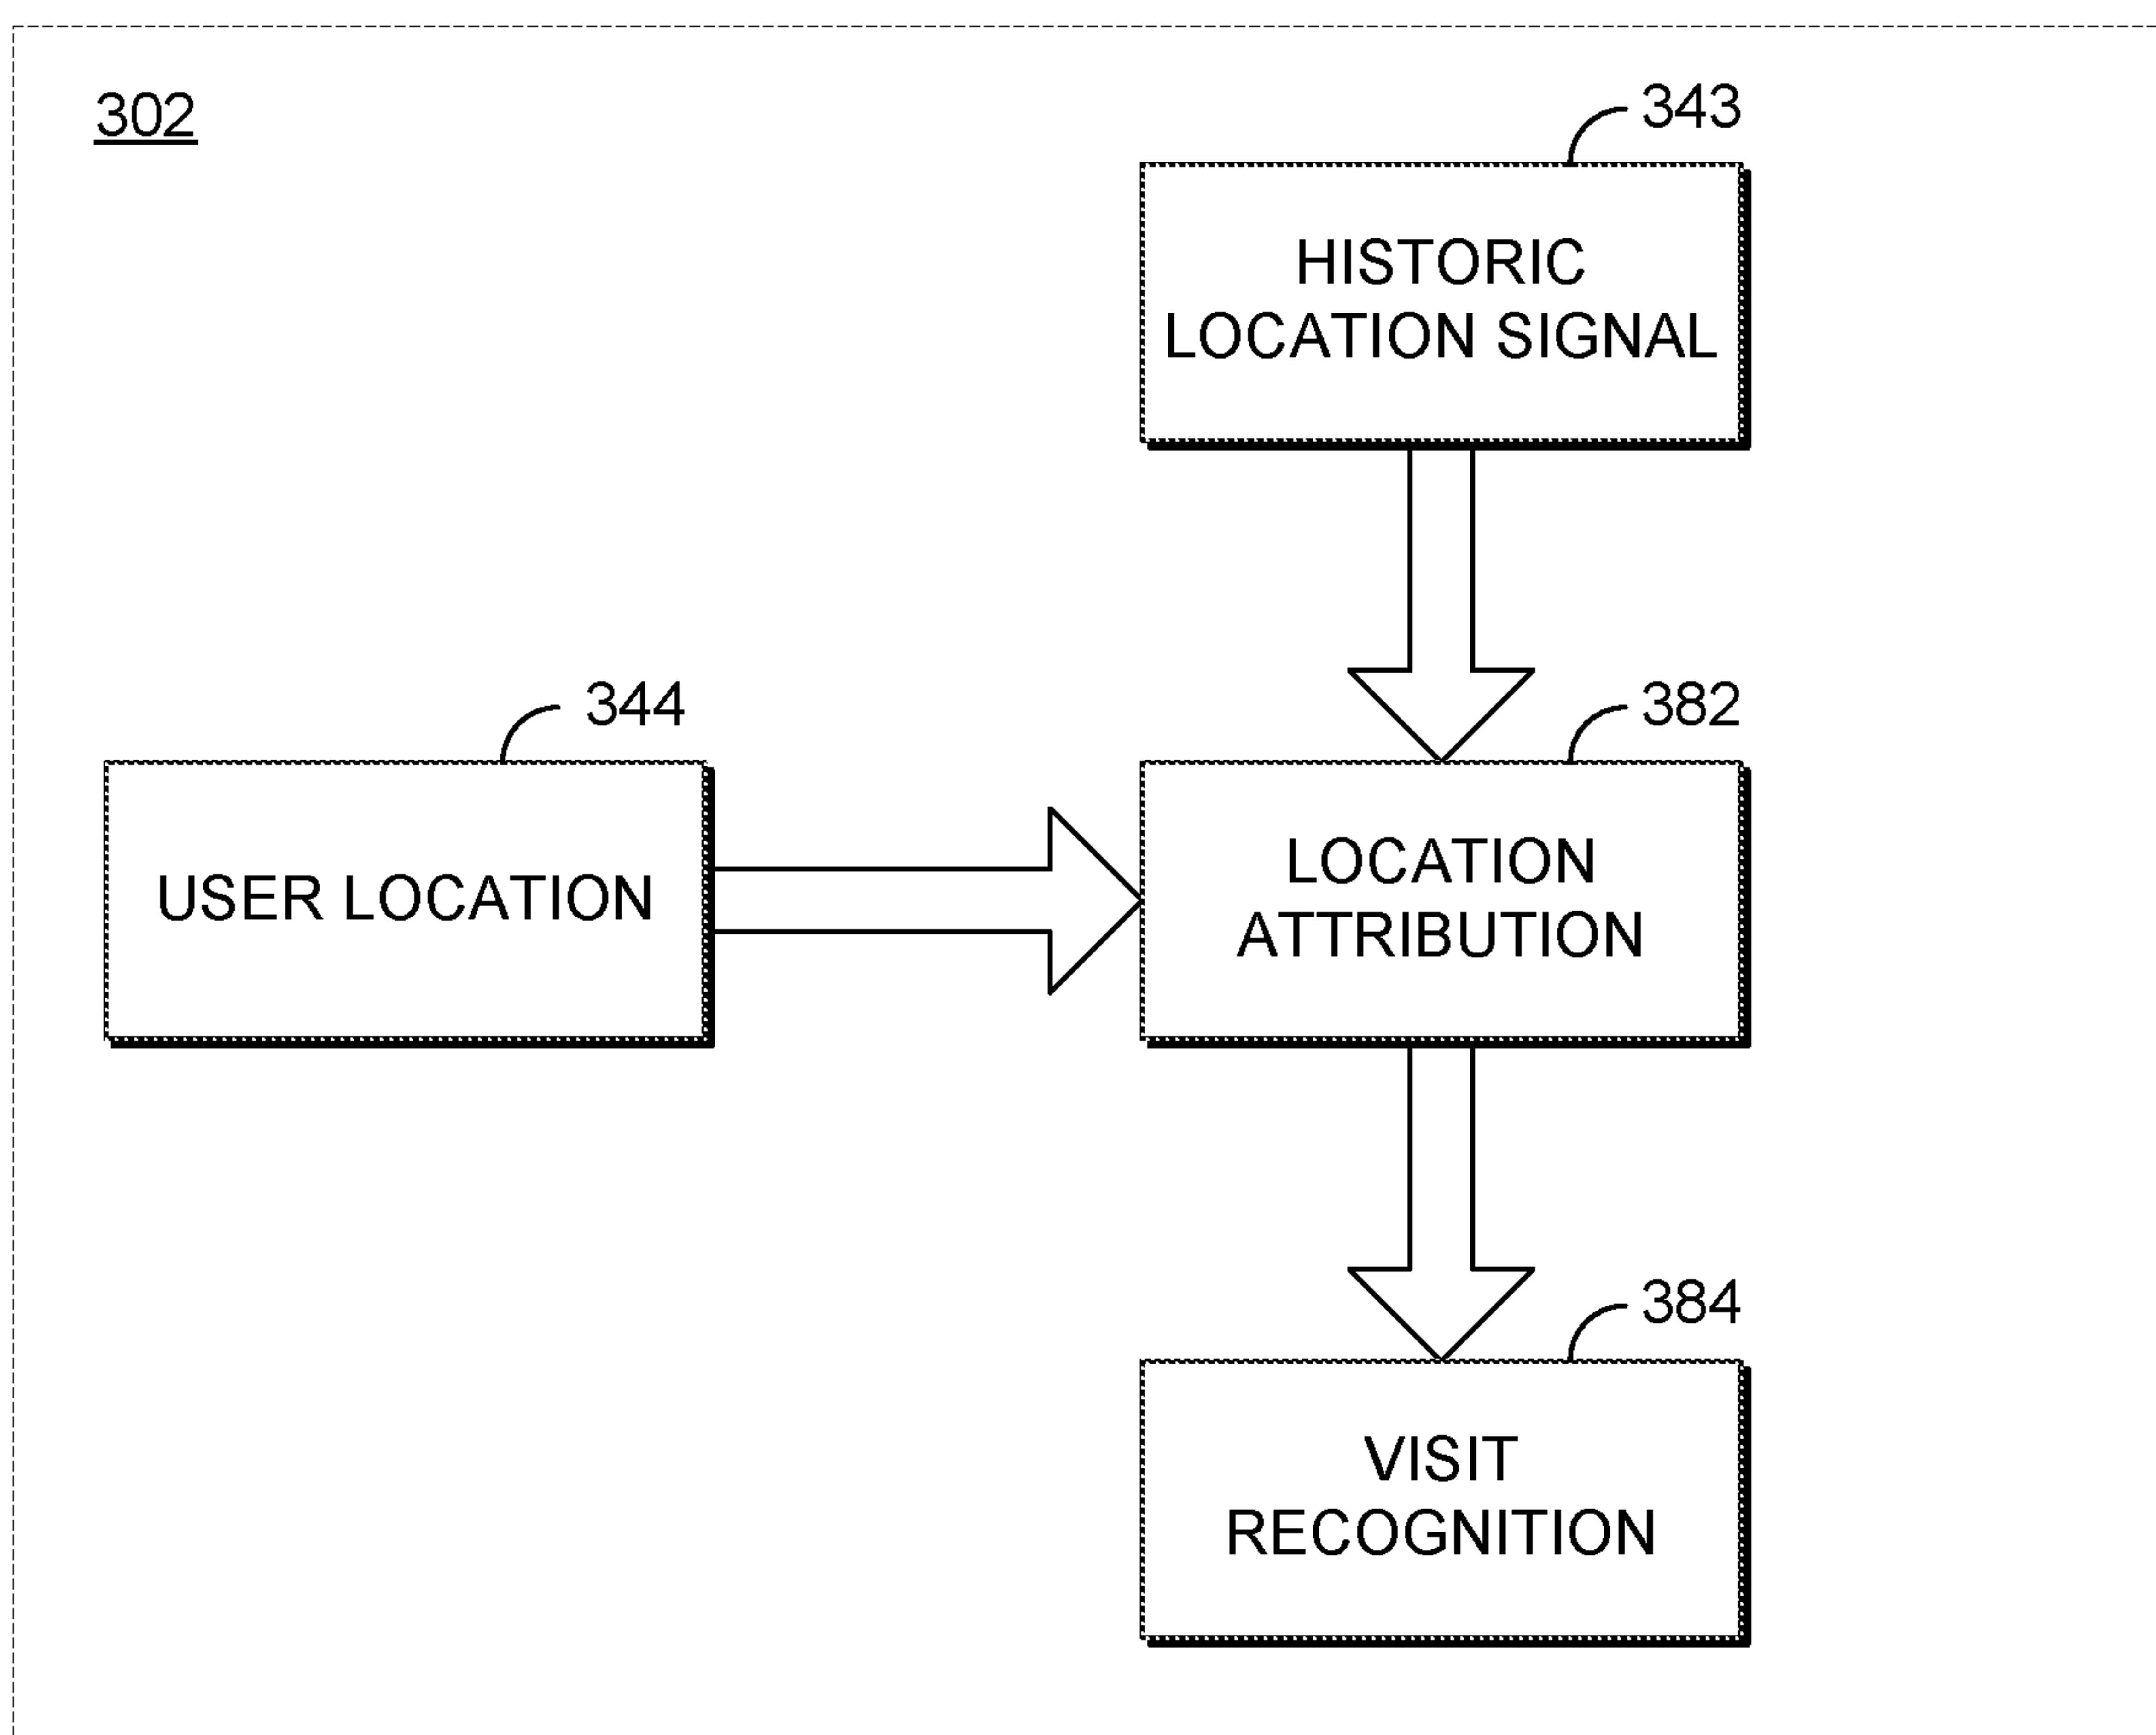 302
343
HISTORIC
LOCATION SIGNAL
344
382
USER LOCATION
LOCATION
ATTRIBUTION
384
VISIT
RECOGNITION